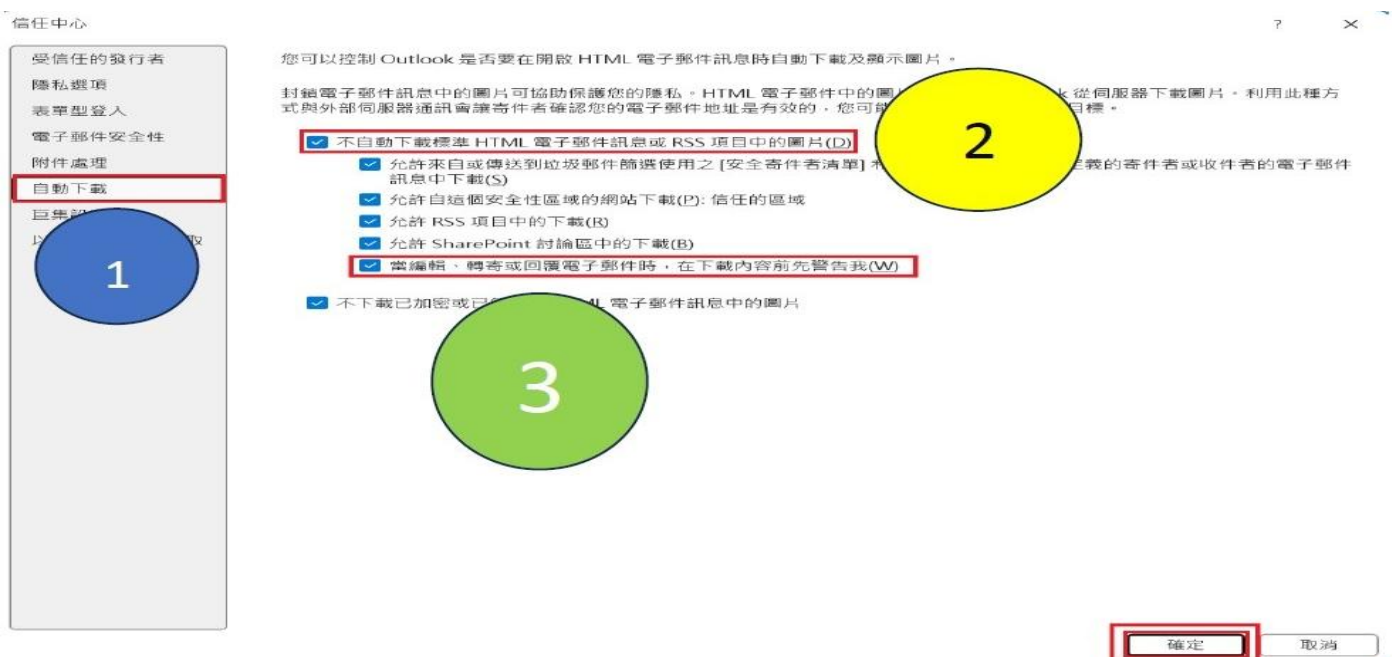 信任中心
?
×
受信任的發行者
隱私選項
表單型登入
電子郵件安全性
附件處理
自動下載
巨集設
以
取
1
您可以控制 Outlook 是否要在開啟 HTML 電子郵件訊息時自動下載及顯示圖片。
封鎖電子郵件訊息中的圖片可協助保護您的隱私。HTML 電子郵件中的圖 k 從伺服器下載圖片。利用此種方
式與外部伺服器通訊會讓寄件者確認您的電子郵件地址是有效的，您可能 目標。
2
不自動下載標準 HTML 電子郵件訊息或 RSS 項目中的圖片(D)
允許來自或傳送到垃圾郵件篩選使用之 [安全寄件者清單] 和 定義的寄件者或收件者的電子郵件
訊息中下載(S)
允許自這個安全性區域的網站下載(P): 信任的區域
允許 RSS 項目中的下載(R)
允許 SharePoint 討論區中的下載(B)
當編輯、轉寄或回覆電子郵件時，在下載內容前先警告我(W)
不下載已加密或已 ML 電子郵件訊息中的圖片
3
確定
取消